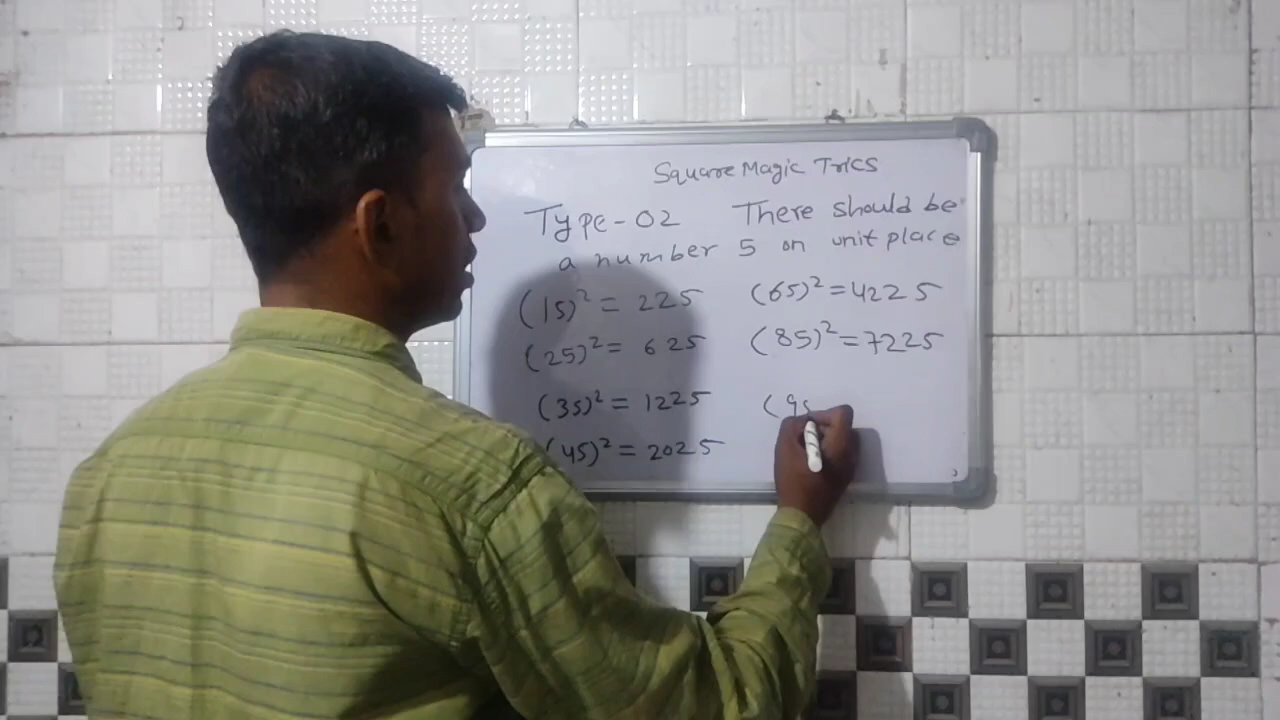 Square Magic Trics
Type-02 There should be
a number 5 on unit place
(15)² = 225 (65)² = 4225
(25)² = 625 (85)² = 7225
(35)² = 1225 (95
(45)² = 2025